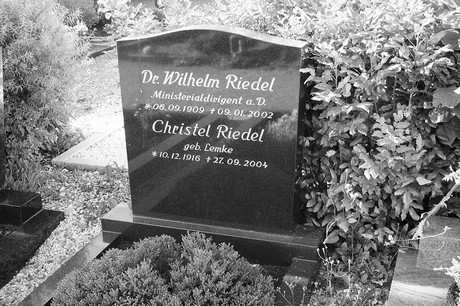 Dr. Wilhelm Riedel
Ministerialdirigent a. D.
* 06. 09. 1909 † 09. 01. 2002
Christel Riedel
geb. Lemke
* 10. 12. 1916 † 27. 09. 2004